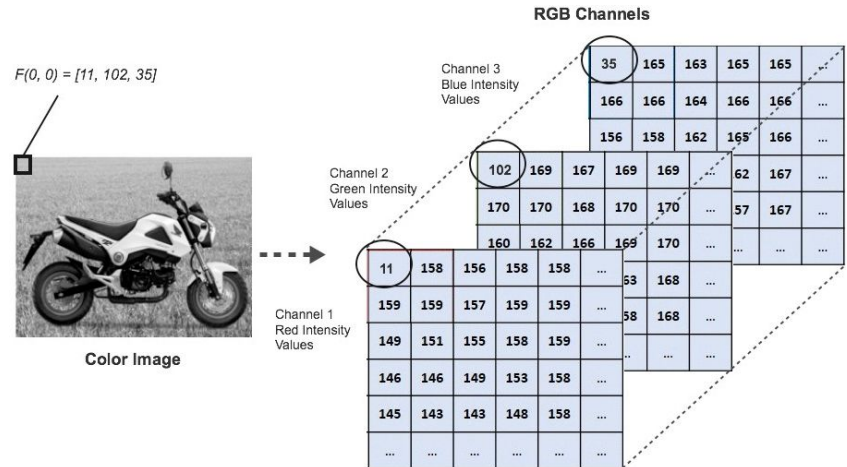 RGB Channels
F(0, 0) = [11, 102, 35]
Channel 3
Blue Intensity
Values
35 165 163 165 165 ...
166 166 164 166 166 ...
156 158 162 165 166 ...
62 167 ...
57 167 ...
... ... ...
Channel 2
Green Intensity
Values
102 169 167 169 169 ...
170 170 168 170 170 ...
160 162 166 169 170 ...
63 168 ...
58 168 ...
... ... ...
Channel 1
Red Intensity
Values
11 158 156 158 158 ...
159 159 157 159 159 ...
149 151 155 158 159 ...
146 146 149 153 158 ...
145 143 143 148 158 ...
... ... ... ... ... ...
Color Image